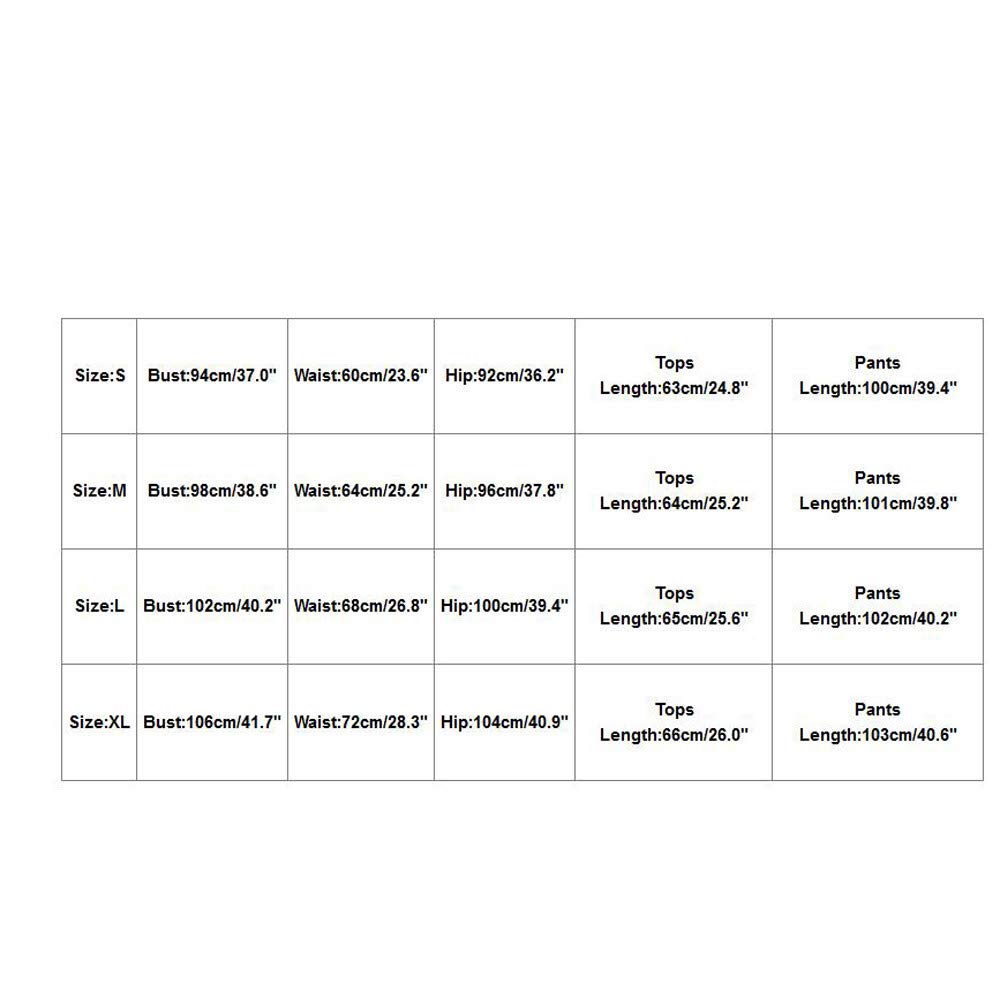 Size:S Bust:94cm/37.0" Waist:60cm/23.6" Hip:92cm/36.2" Tops Length:63cm/24.8" Pants Length:100cm/39.4"
Size:M Bust:98cm/38.6" Waist:64cm/25.2" Hip:96cm/37.8" Tops Length:64cm/25.2" Pants Length:101cm/39.8"
Size:L Bust:102cm/40.2" Waist:68cm/26.8" Hip:100cm/39.4" Tops Length:65cm/25.6" Pants Length:102cm/40.2"
Size:XL Bust:106cm/41.7" Waist:72cm/28.3" Hip:104cm/40.9" Tops Length:66cm/26.0" Pants Length:103cm/40.6"